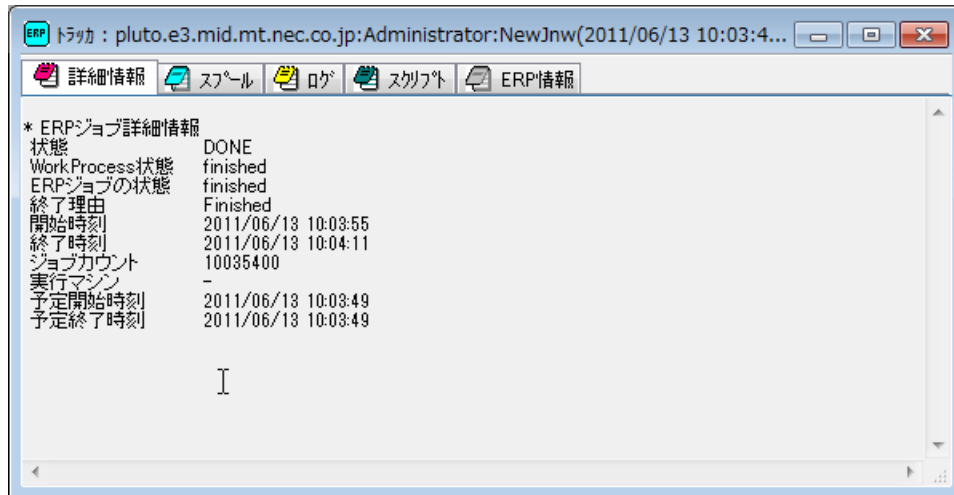 ERP
ﾄﾗｯｶ : pluto.e3.mid.mt.nec.co.jp:Administrator:NewJnw(2011/06/13 10:03:4...
詳細情報 ｽﾌﾟｰﾙ ﾛｸﾞ ｽｸﾘﾌﾟﾄ ERP情報
* ERPジョブ詳細情報
状態 DONE
WorkProcess状態 finished
ERPジョブの状態 finished
終了理由 Finished
開始時刻 2011/06/13 10:03:55
終了時刻 2011/06/13 10:04:11
ジョブカウント 10035400
実行マシン -
予定開始時刻 2011/06/13 10:03:49
予定終了時刻 2011/06/13 10:03:49